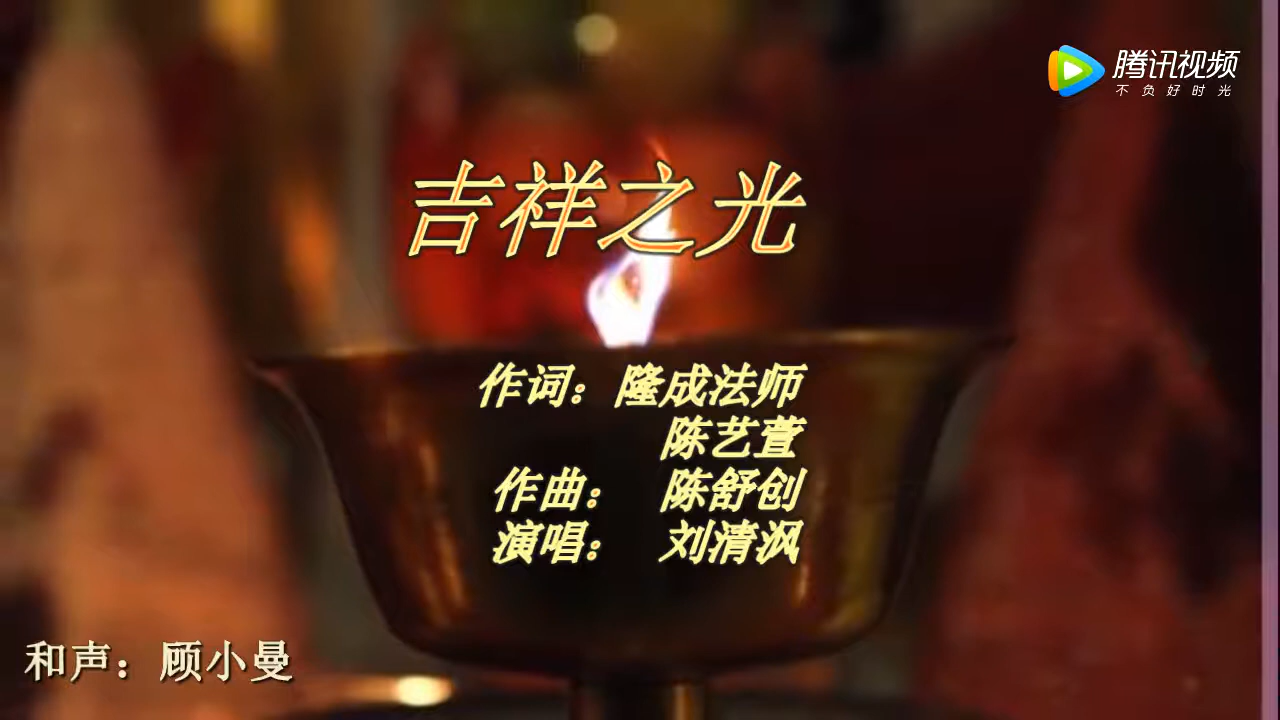 腾讯视频
不负好时光
吉祥之光
作词：隆成法师
陈艺萱
作曲： 陈舒创
演唱： 刘清沨
和声：顾小曼